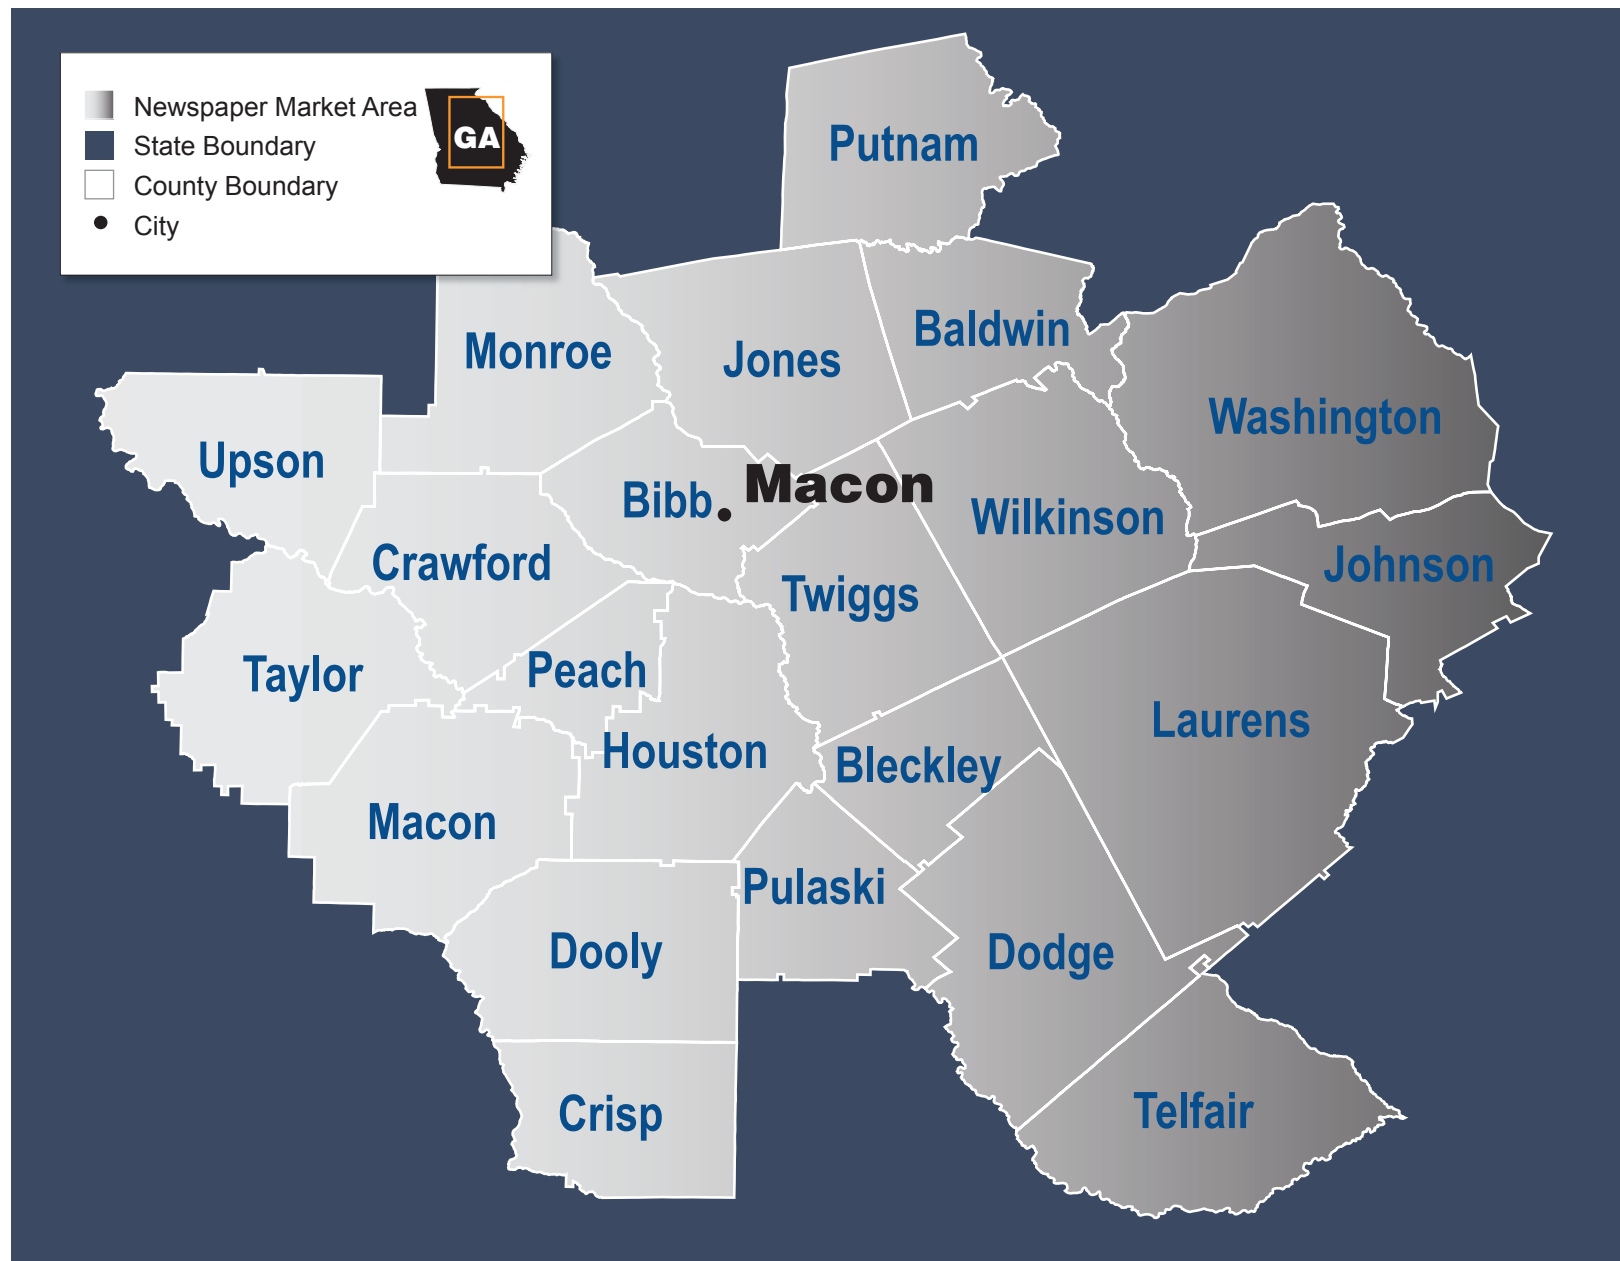 Newspaper Market Area
State Boundary
County Boundary
City
GA
Putnam
Monroe
Jones
Baldwin
Washington
Upson
Bibb
Macon
Wilkinson
Crawford
Twiggs
Johnson
Taylor
Peach
Houston
Bleckley
Laurens
Macon
Pulaski
Dooly
Dodge
Crisp
Telfair